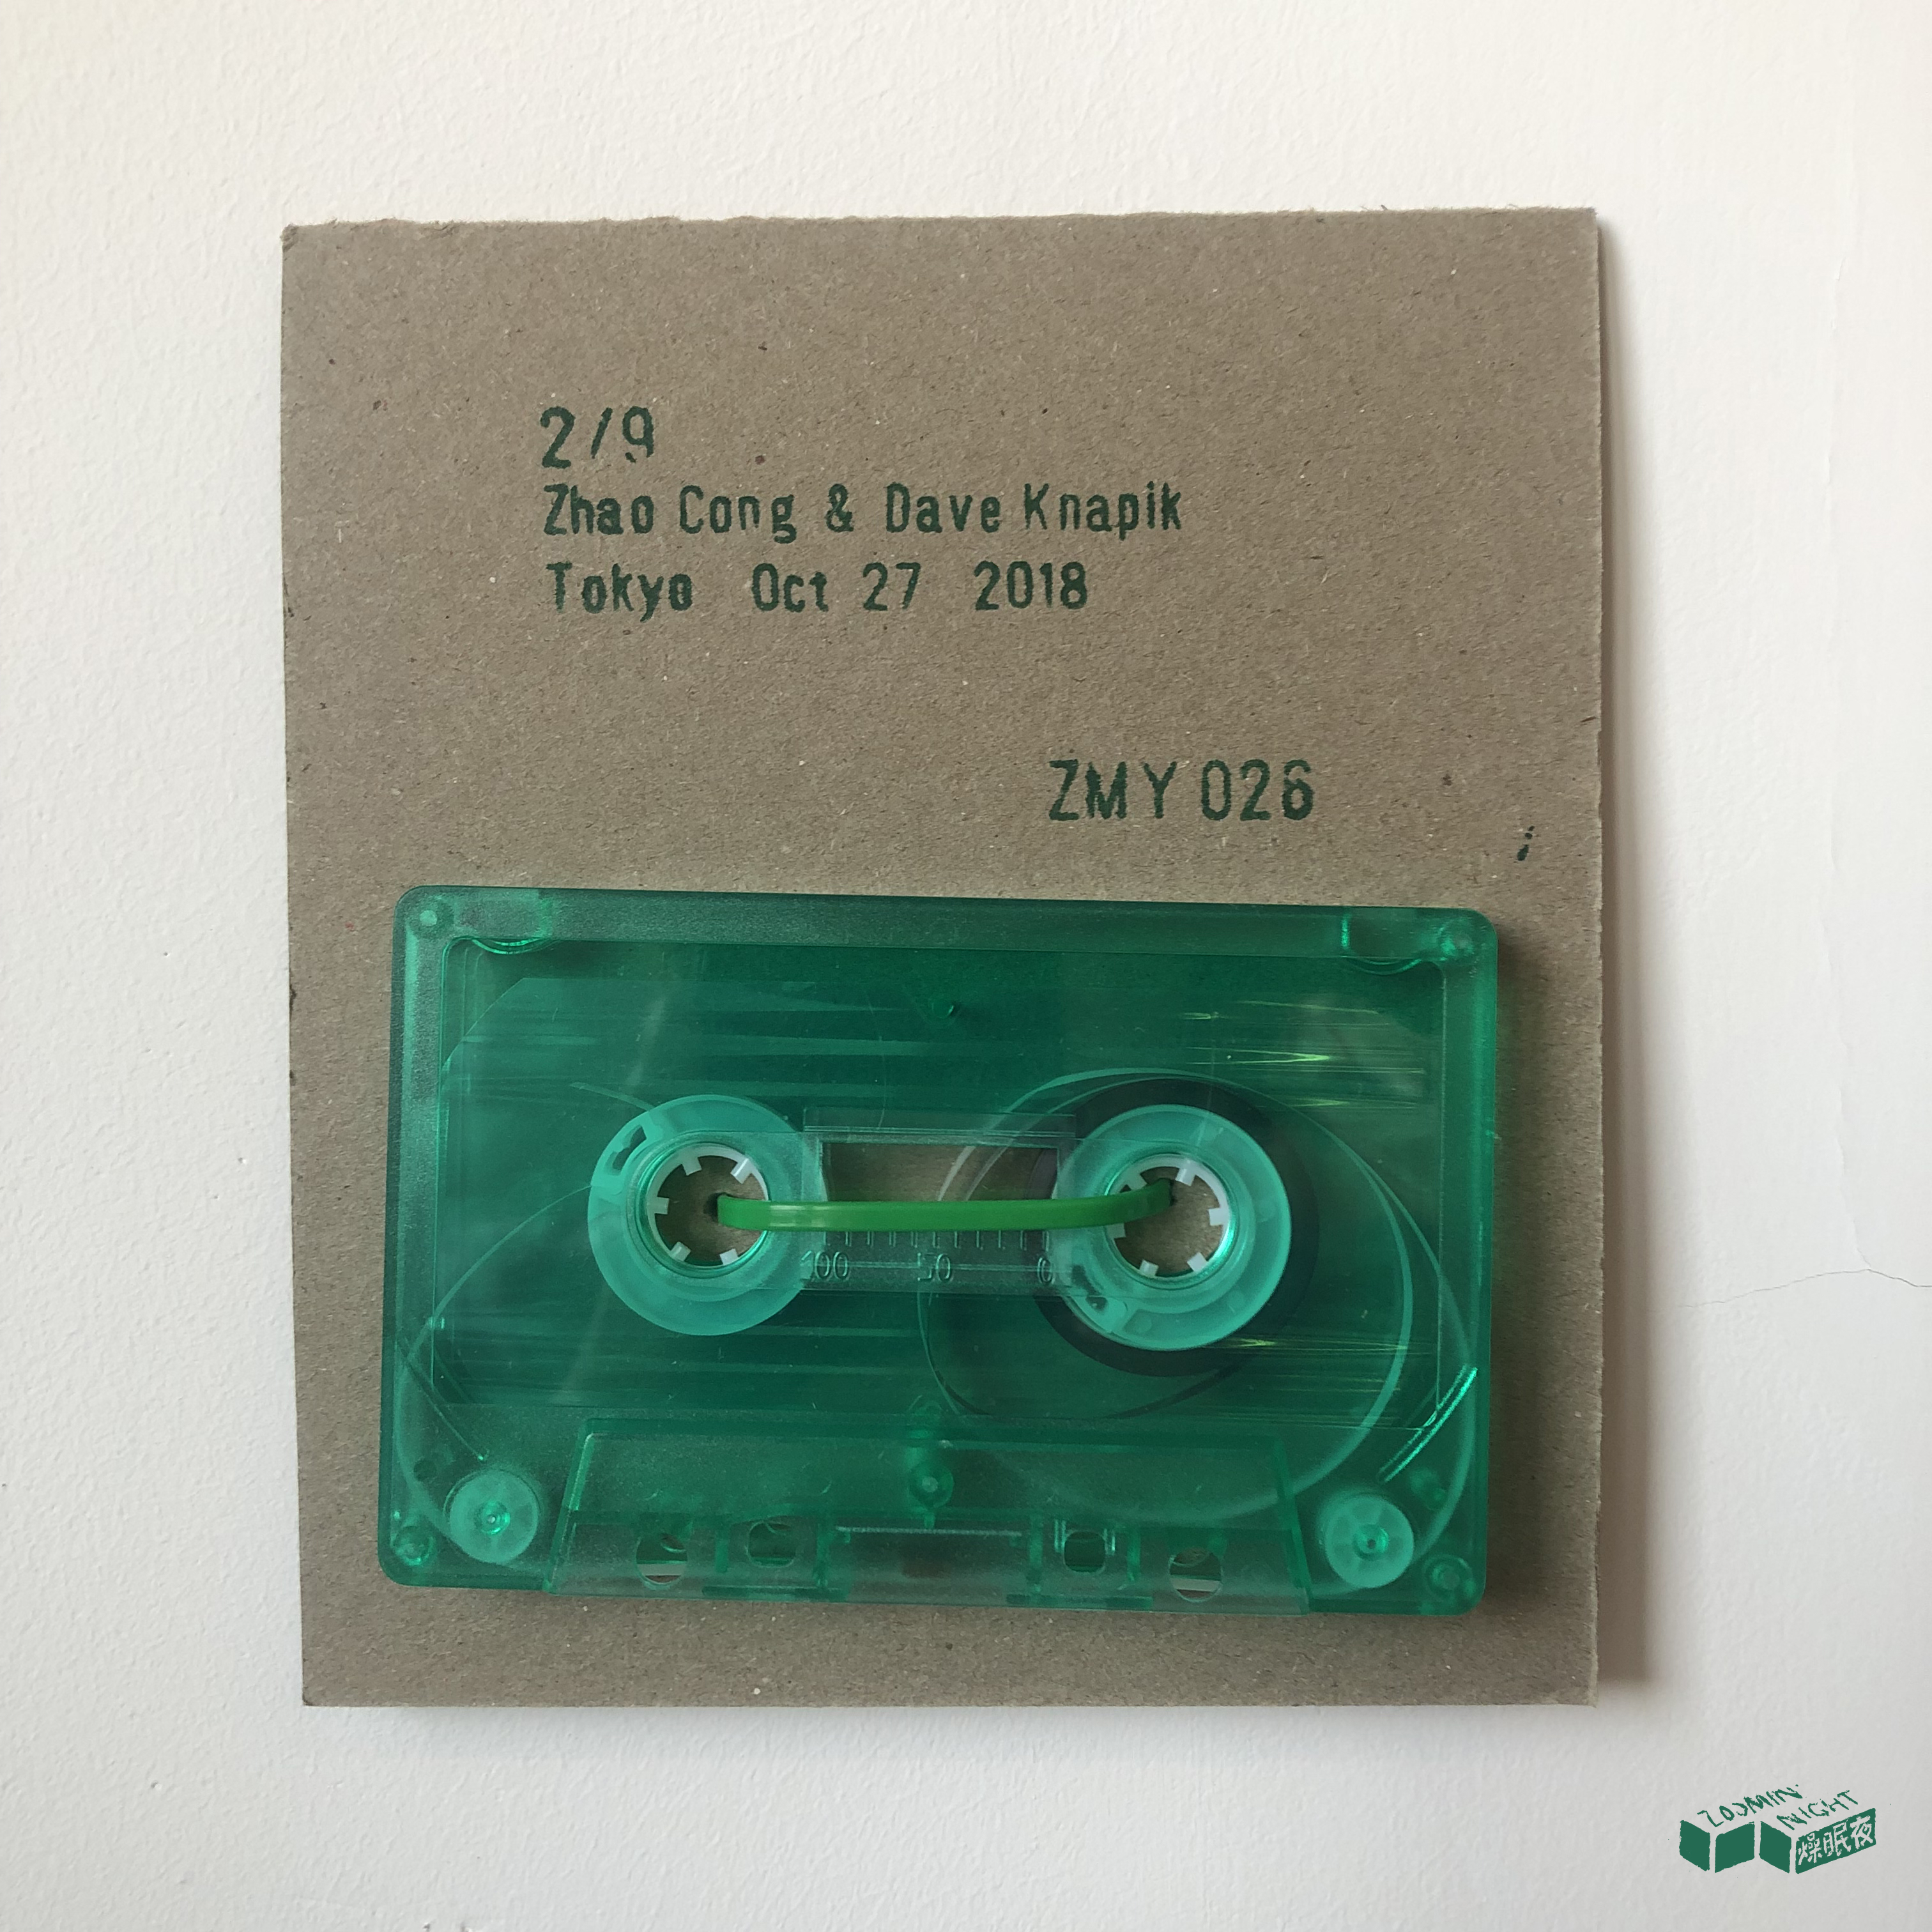 2/9
Zhao Cong & Dave Knapik
Tokyo Oct 27 2018
ZMY 026
100 50 0
ZOOMIN'
NIGHT
燥眠夜